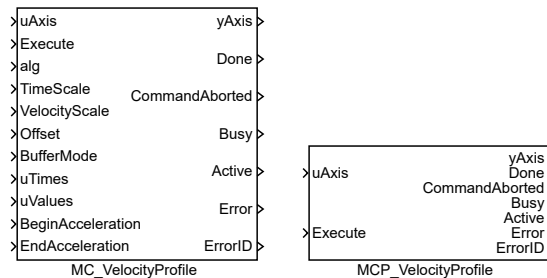 uAxis
Execute
alg
TimeScale
VelocityScale
Offset
BufferMode
uTimes
uValues
BeginAcceleration
EndAcceleration
yAxis
Done
CommandAborted
Busy
Active
Error
ErrorID
MC_VelocityProfile
uAxis
Execute
yAxis
Done
CommandAborted
Busy
Active
Error
ErrorID
MCP_VelocityProfile